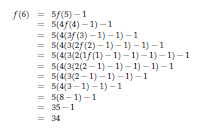 f(6) = 5f(5) − 1
= 5(4f(4) − 1) − 1
= 5(4(3f(3) − 1) − 1) − 1
= 5(4(3(2f(2) − 1) − 1) − 1) − 1
= 5(4(3(2(1f(1) − 1) − 1) − 1) − 1) − 1
= 5(4(3(2(2 − 1) − 1) − 1) − 1) − 1
= 5(4(3(2 − 1) − 1) − 1) − 1
= 5(4(3 − 1) − 1) − 1
= 5(8 − 1) − 1
= 35 − 1
= 34